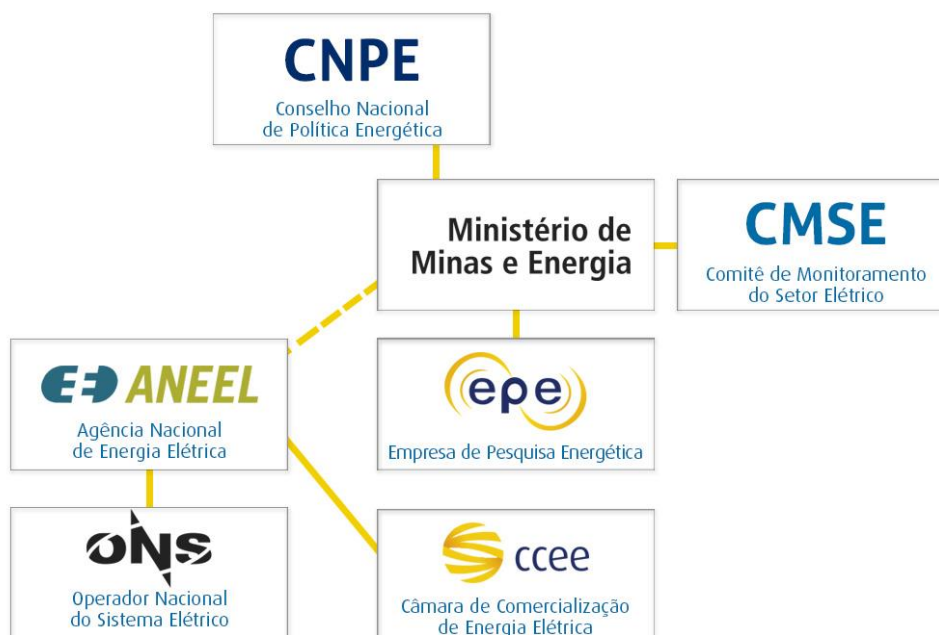 CNPE
Conselho Nacional
de Política Energética
Ministério de
Minas e Energia
CMSE
Comitê de Monitoramento
do Setor Elétrico
ANEEL
Agência Nacional
de Energia Elétrica
epe
Empresa de Pesquisa Energética
ONS
Operador Nacional
do Sistema Elétrico
ccee
Câmara de Comercialização
de Energia Elétrica